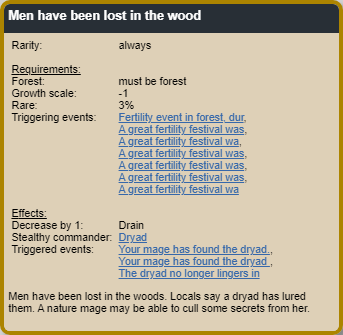 Men have been lost in the wood
Rarity: always
Requirements:
Forest: must be forest
Growth scale: -1
Rare: 3%
Triggering events: Fertility event in forest, dur,
A great fertility festival was,
A great fertility festival wa,
A great fertility festival was,
A great fertility festival was,
A great fertility festival was,
A great fertility festival wa
Effects:
Decrease by 1: Drain
Stealthy commander: Dryad
Triggered events: Your mage has found the dryad.,
Your mage has found the dryad ,
The dryad no longer lingers in
Men have been lost in the woods. Locals say a dryad has lured
them. A nature mage may be able to cull some secrets from her.